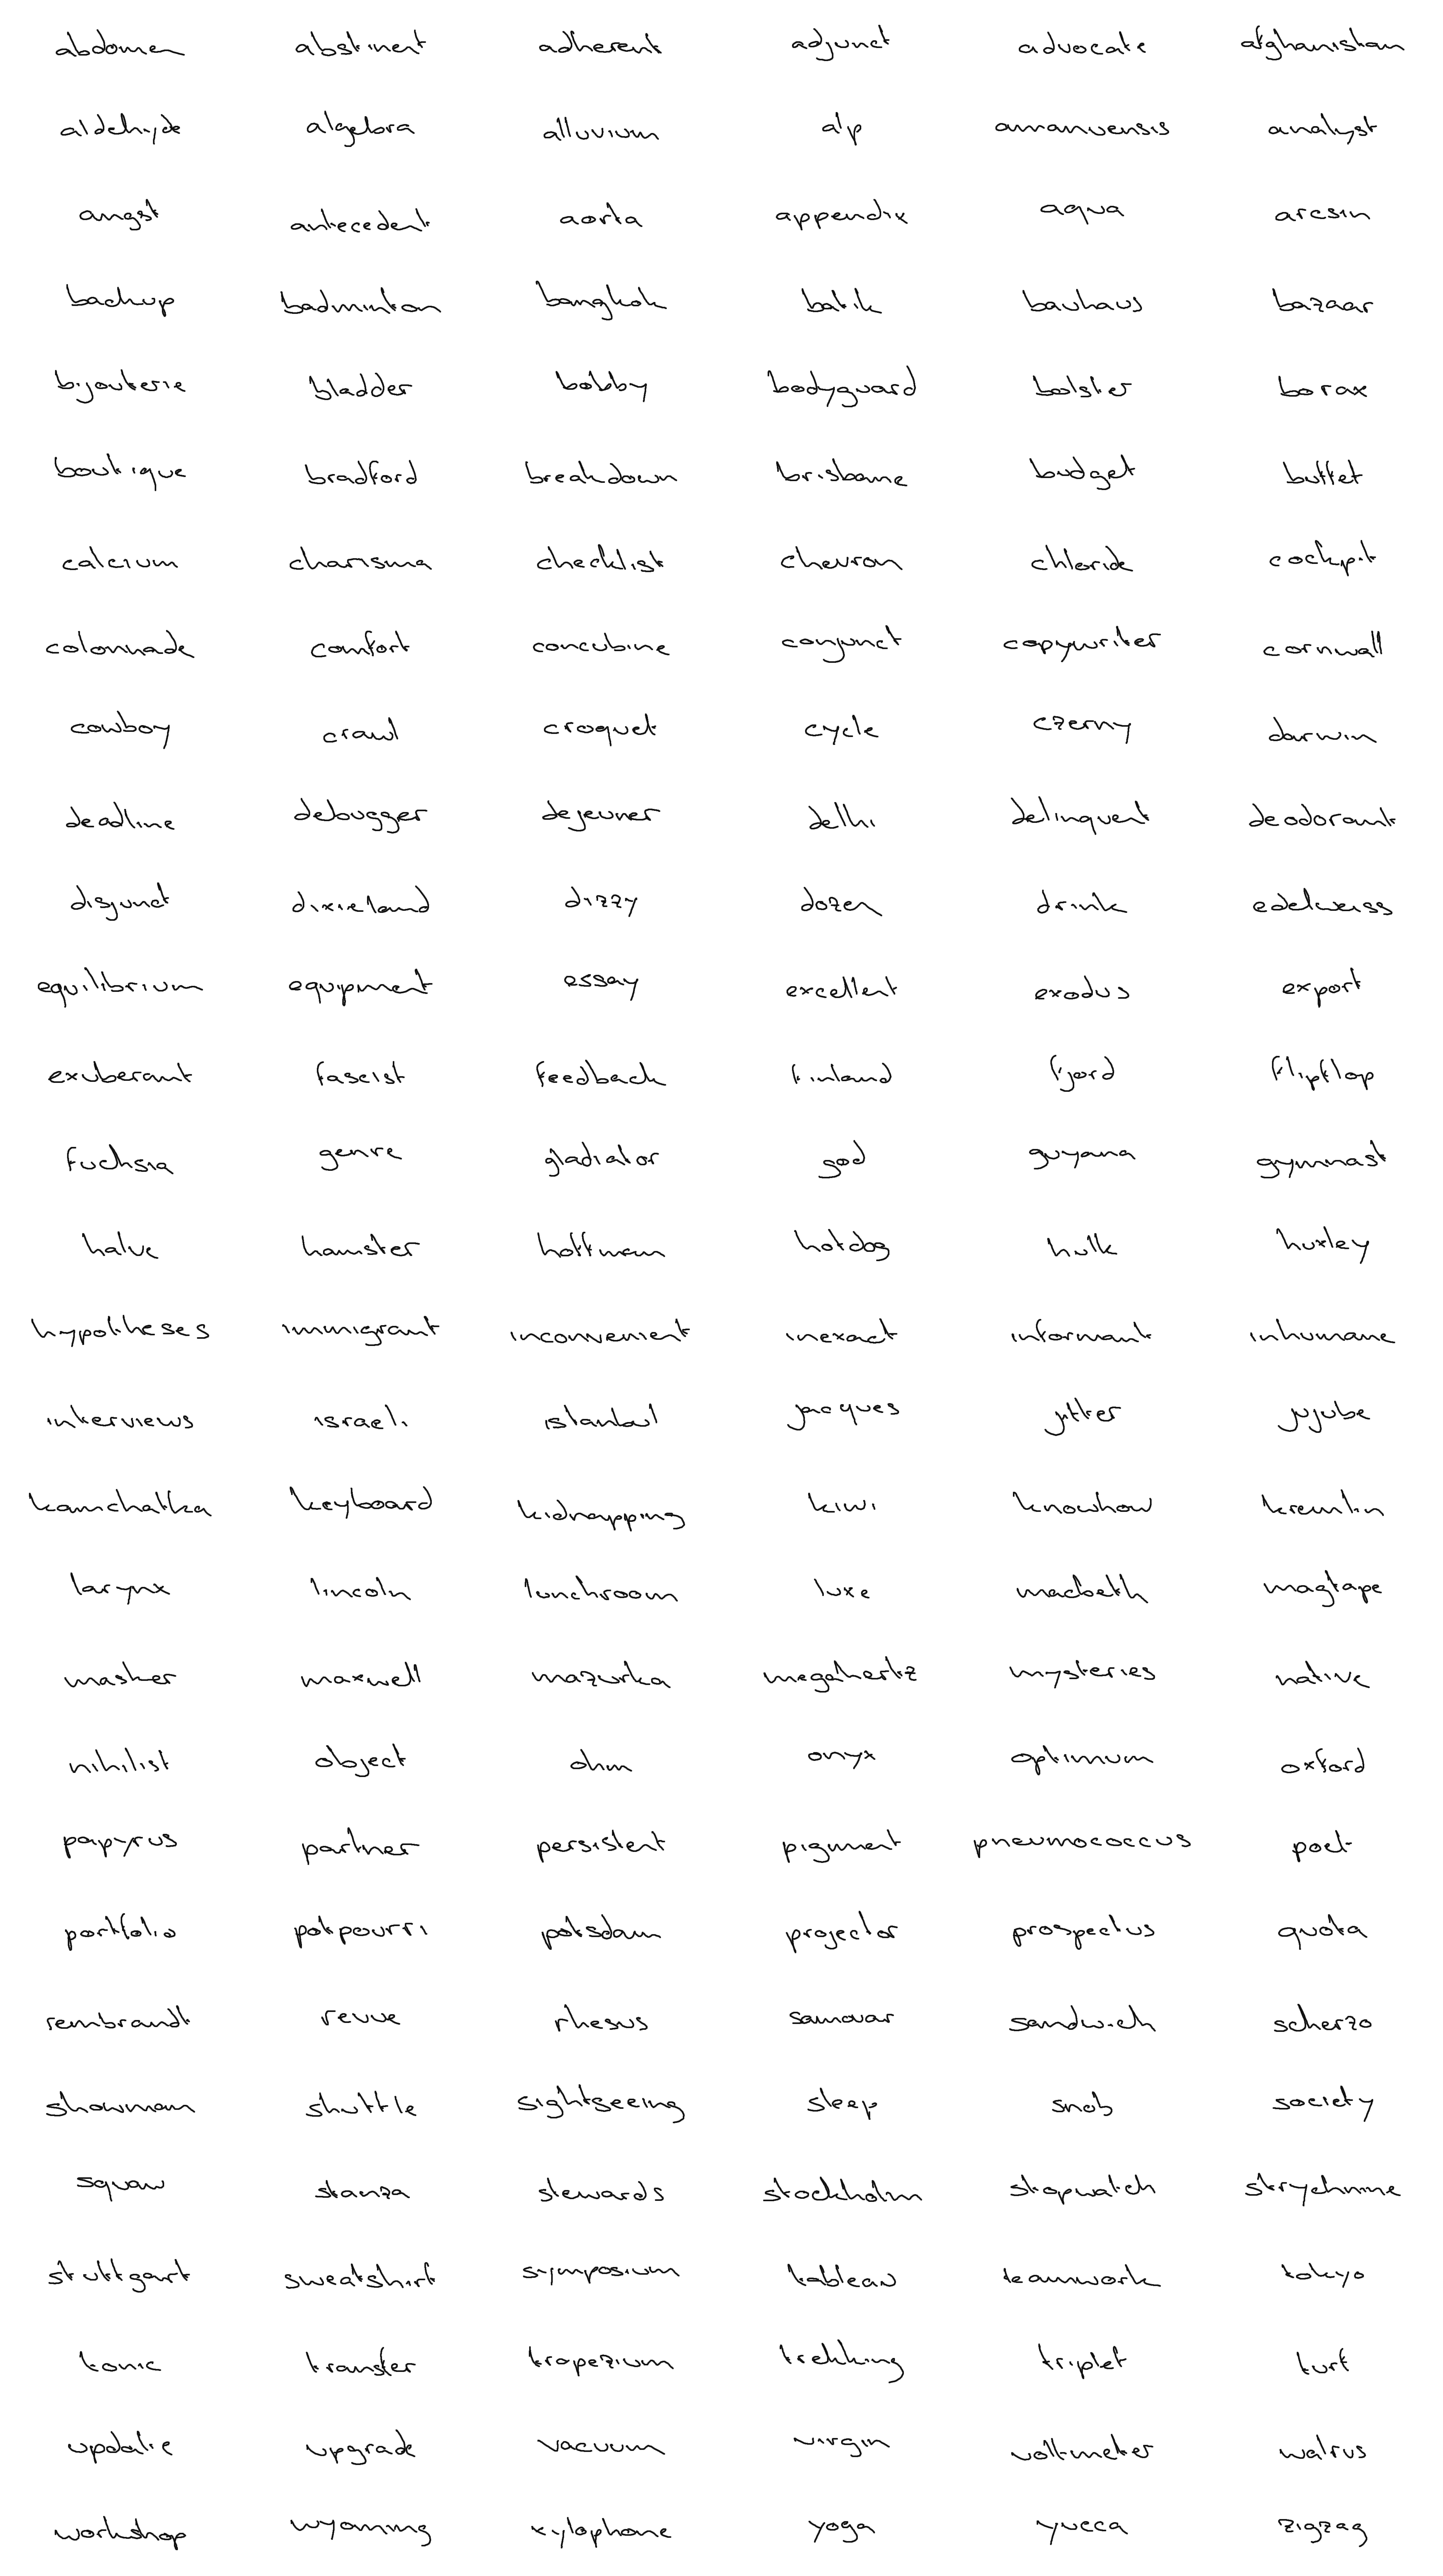 abdomen abstinent adherent adjunct advocate afghanistan
aldehyde algebra alluvium alp amanuensis analyst
angst antecedent aorta appendix aqua arcsin
backup badminton bangkok batik bauhaus bazaar
bijouterie bladder bobby bodyguard bolster borax
boutique bradford breakdown brisbane budget buffet
calcium charisma checklist chevron chloride cockpit
colonnade comfort concubine conjunct copywriter cornwall
cowboy crawl croquet cycle czerny darwin
deadline debugger dejeuner delhi delinquent deodorant
disjunct dixieland dizzy dozen drink edelweiss
equilibrium equipment essay excellent exodus export
exuberant fascist feedback finland fjord flipflop
fuchsia genre gladiator god guyana gymnast
halve hamster hoffman hotdog hulk huxley
hypotheses immigrant inconvenient inexact informant inhumane
interviews israeli istanbul jacques jitter jujube
kamchatka keyboard kidnapping kiwi knowhow kremlin
larynx lincoln lunchroom luxe macbeth magtape
masker maxwell mazurka megahertz mysteries native
nihilist object ohm onyx optimum oxford
papyrus partner persistent pigment pneumococcus poet
portfolio potpourri potsdam projector prospectus quota
rembrandt revue rhesus samovar sandwich scherzo
showman shuttle sightseeing sleep snob society
squaw stanza stewards stockholm stopwatch strychnine
stuttgart sweatshirt symposium tableau teamwork tokyo
tonic transfer trapezium trekking triplet turf
update upgrade vacuum virgin voltmeter walrus
workshop wyoming xylophone yoga yucca zigzag